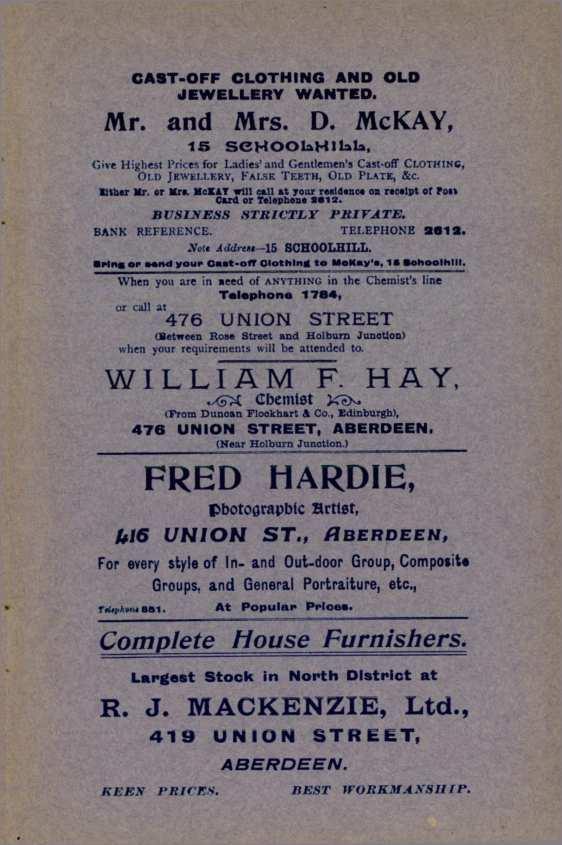 CAST-OFF CLOTHING AND OLD
JEWELLERY WANTED.
Mr. and Mrs. D. McKAY,
15 SCHOOLHILL,
Give Highest Prices for Ladies' and Gentlemen's Cast-off CLOTHING,
OLD JEWELLERY, FALSE TEETH, OLD PLATE, &c.
Either Mr. or Mrs. McKAY will call at your residence on receipt of Post
Card or Telephone 2612.
BUSINESS STRICTLY PRIVATE.
BANK REFERENCE. TELEPHONE 2612.
Note Address—15 SCHOOLHILL.
Bring or send your Cast-off Clothing to McKay's, 15 Schoolhill.
When you are in need of ANYTHING in the Chemist's line
Telephone 1784,
or call at
476 UNION STREET
(Between Rose Street and Holburn Junction)
when your requirements will be attended to.
WILLIAM F. HAY,
Chemist
(From Duncan Flockhart & Co., Edinburgh),
476 UNION STREET, ABERDEEN.
(Near Holburn Junction.)
FRED HARDIE,
Photographic Artist,
416 UNION ST., ABERDEEN,
For every style of In- and Out-door Group, Composite
Groups, and General Portraiture, etc.,
Telephone 881. At Popular Prices.
Complete House Furnishers.
Largest Stock in North District at
R. J. MACKENZIE, Ltd.,
419 UNION STREET,
ABERDEEN.
KEEN PRICES. BEST WORKMANSHIP.